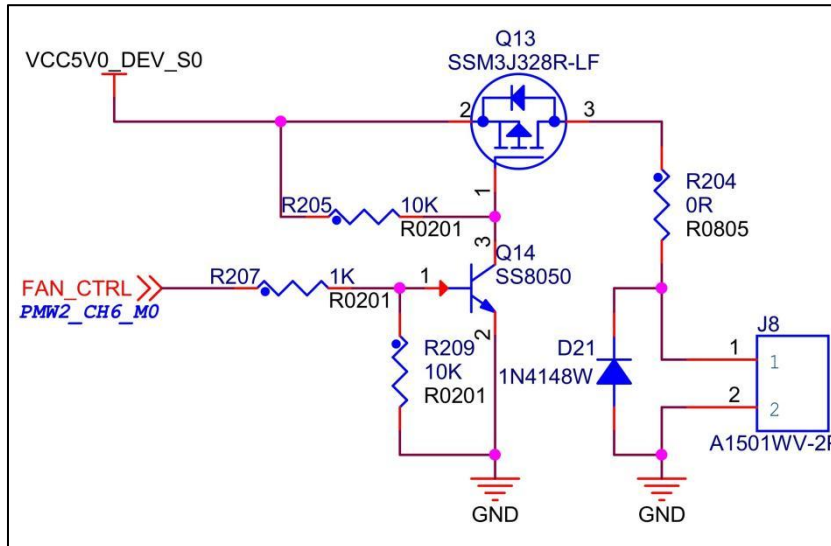 Q13
SSM3J328R-LF
VCC5V0_DEV_S0
2
3
1
R205
10K
R0201
R204
0R
R0805
3
Q14
SS8050
FAN_CTRL
PMW2_CH6_M0
R207
1K
R0201
1
2
R209
10K
R0201
D21
1N4148W
J8
1
1
2
2
A1501WV-2P
GND
GND